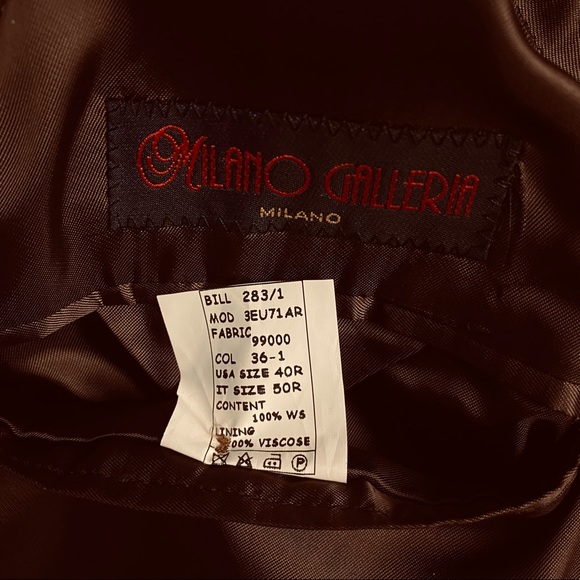 MILANO GALLERIA
MILANO
BILL 283/1
MOD 3EU71AR
FABRIC
99000
COL 36-1
USA SIZE 40R
IT SIZE 50R
CONTENT
100% WS
LINING
00% VISCOSE
P